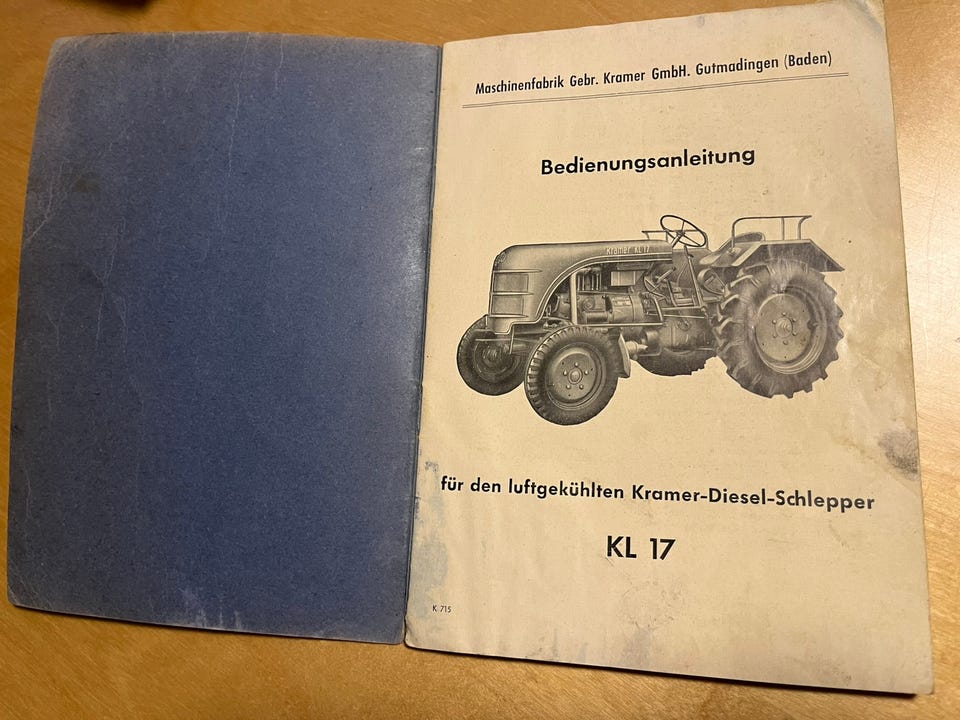 Maschinenfabrik Gebr. Kramer GmbH. Gutmadingen (Baden)
Bedienungsanleitung
Kramer KL 17
für den luftgekühlten Kramer-Diesel-Schlepper
KL 17
K 715